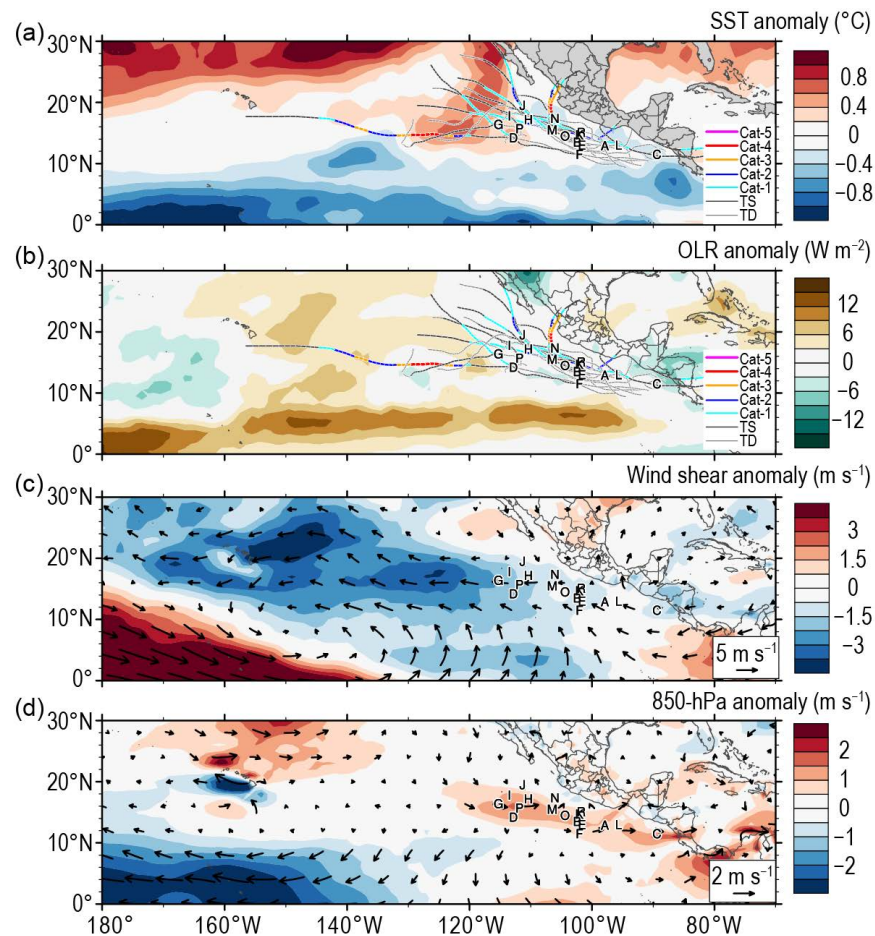 (a) SST anomaly (°C)
30°N
20°N
10°N
0°
J
I
G P H
D
N
M O
R
E
F
A L
C
Cat-5
Cat-4
Cat-3
Cat-2
Cat-1
TS
TD
0.8
0.4
0
−0.4
−0.8
(b) OLR anomaly (W m−2)
30°N
20°N
10°N
0°
J
I
G P H
D
N
M O
R
E
F
A L
C
Cat-5
Cat-4
Cat-3
Cat-2
Cat-1
TS
TD
12
6
0
−6
−12
(c) Wind shear anomaly (m s−1)
30°N
20°N
10°N
0°
J
I
G P H
D
N
M O
R
E
F
A L
C
5 m s−1
3
1.5
0
−1.5
−3
(d) 850-hPa anomaly (m s−1)
30°N
20°N
10°N
0°
J
I
G P H
D
N
M O
R
E
F
A L
C
2 m s−1
2
1
0
−1
−2
180° 160°W 140°W 120°W 100°W 80°W